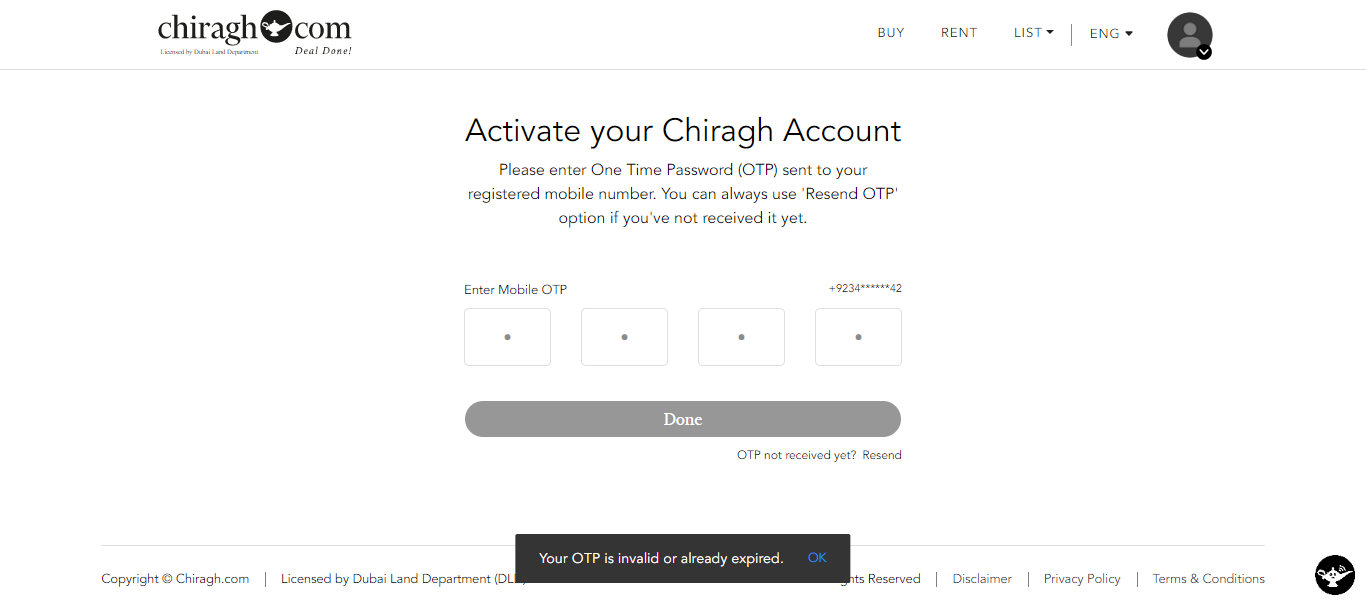 chiragh com
Licensed by Dubai Land Department
Deal Done!
BUY
RENT
LIST
ENG
Activate your Chiragh Account
Please enter One Time Password (OTP) sent to your
registered mobile number. You can always use 'Resend OTP'
option if you've not received it yet.
Enter Mobile OTP
+9234******42
Done
OTP not received yet? Resend
Your OTP is invalid or already expired. OK
Copyright © Chiragh.com
Licensed by Dubai Land Department
Reserved
Disclaimer
Privacy Policy
Terms & Conditions